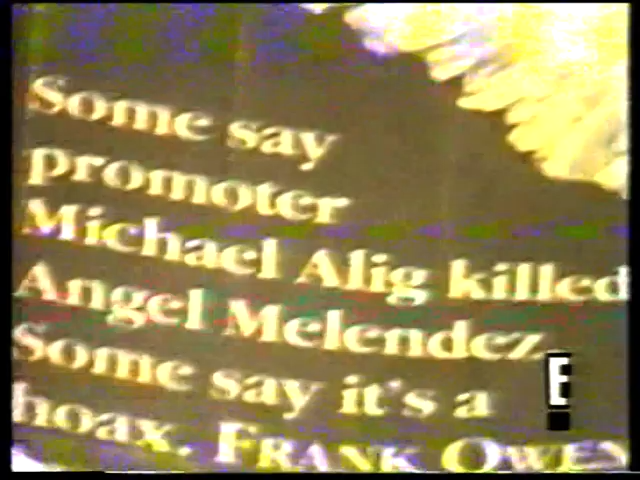 Some say
promoter
Michael Alig killed
Angel Melendez.
Some say it's a
hoax. FRANK OWEN
E